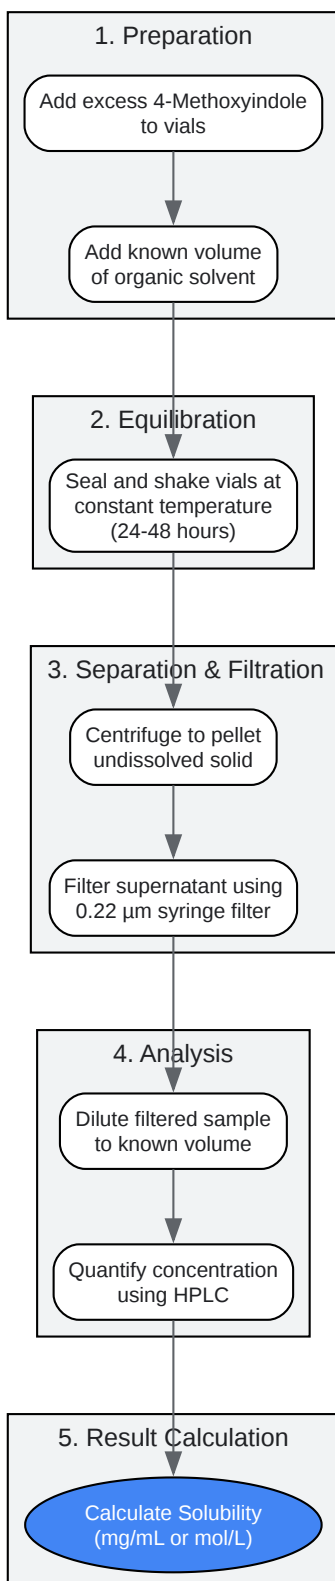 1. Preparation
Add excess 4-Methoxyindole
to vials
Add known volume
of organic solvent
2. Equilibration
Seal and shake vials at
constant temperature
(24-48 hours)
3. Separation & Filtration
Centrifuge to pellet
undissolved solid
Filter supernatant using
0.22 µm syringe filter
4. Analysis
Dilute filtered sample
to known volume
Quantify concentration
using HPLC
5. Result Calculation
Calculate Solubility
(mg/mL or mol/L)